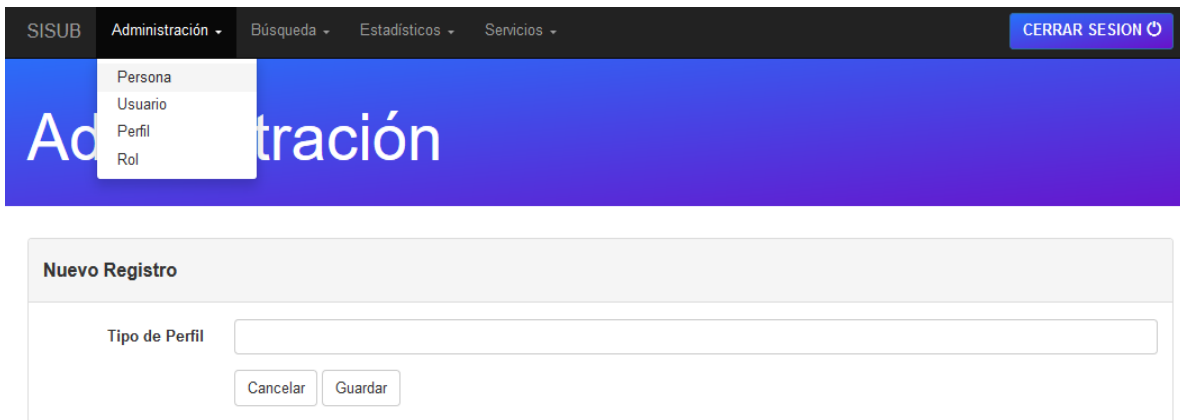 SISUB Administración Búsqueda Estadísticos Servicios CERRAR SESION
Persona
Usuario
Perfil
Rol
Ad tración
Nuevo Registro
Tipo de Perfil
Cancelar Guardar